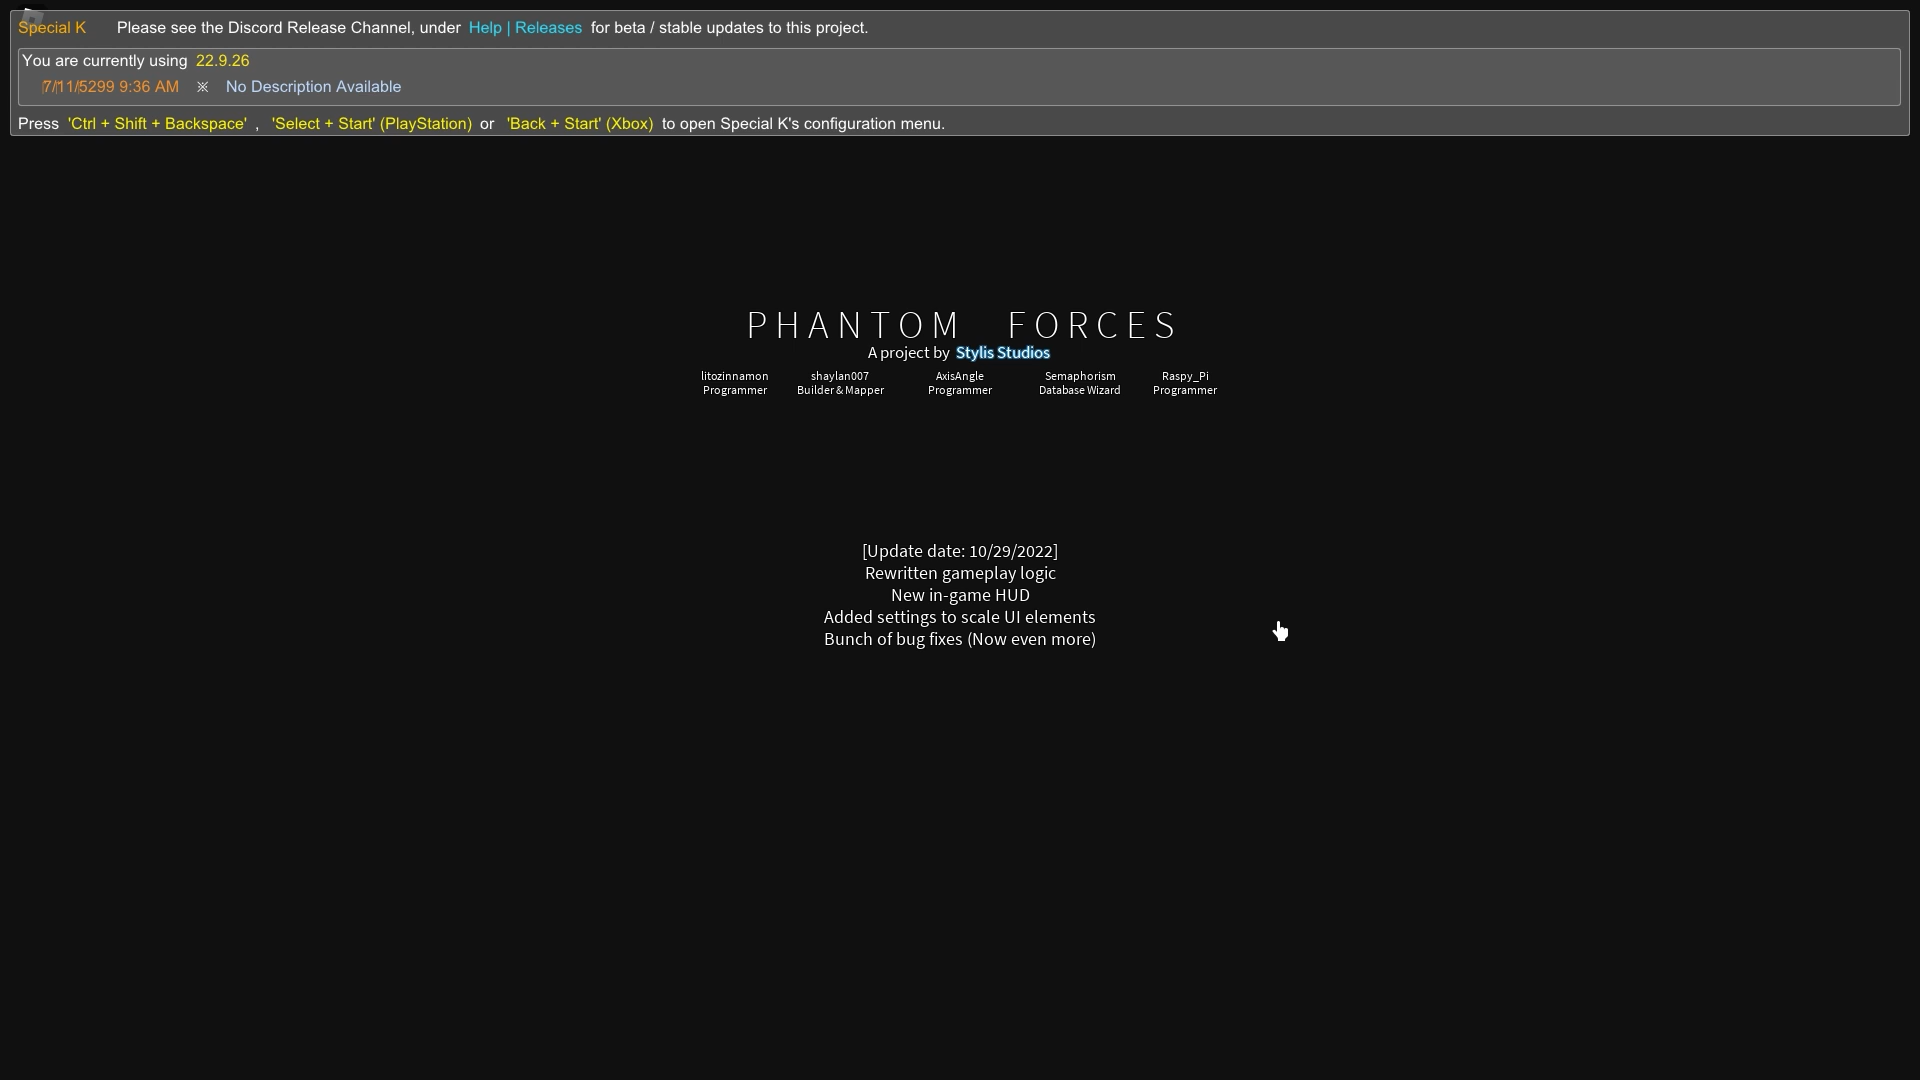 Special K Please see the Discord Release Channel, under Help | Releases for beta / stable updates to this project.
You are currently using 22.9.26
7/11/5299 9:36 AM ※ No Description Available
Press 'Ctrl + Shift + Backspace' , 'Select + Start' (PlayStation) or 'Back + Start' (Xbox) to open Special K's configuration menu.
PHANTOM FORCES
A project by Stylis Studios
litozinnamon shaylan007 AxisAngle Semaphorism Raspy_Pi
Programmer Builder & Mapper Programmer Database Wizard Programmer
[Update date: 10/29/2022]
Rewritten gameplay logic
New in-game HUD
Added settings to scale UI elements
Bunch of bug fixes (Now even more)